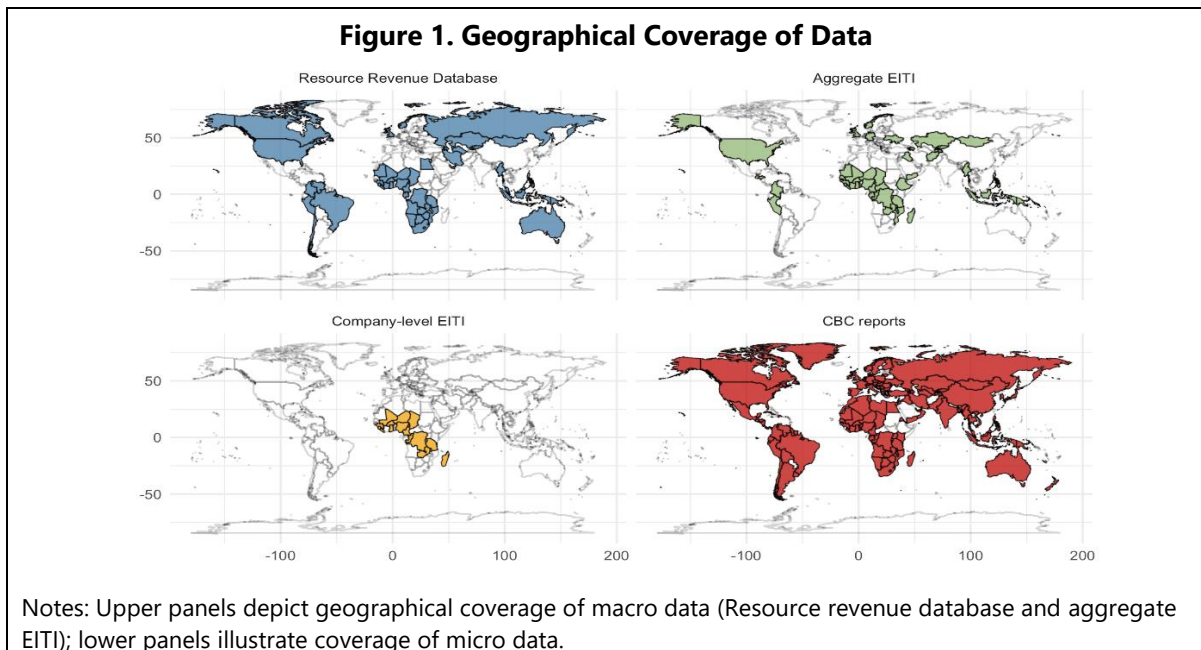 Figure 1. Geographical Coverage of Data
Resource Revenue Database
Aggregate EITI
50
0
-50
Company-level EITI
CBC reports
50
0
-50
-100
0
100
200
-100
0
100
200
Notes: Upper panels depict geographical coverage of macro data (Resource revenue database and aggregate
EITI); lower panels illustrate coverage of micro data.